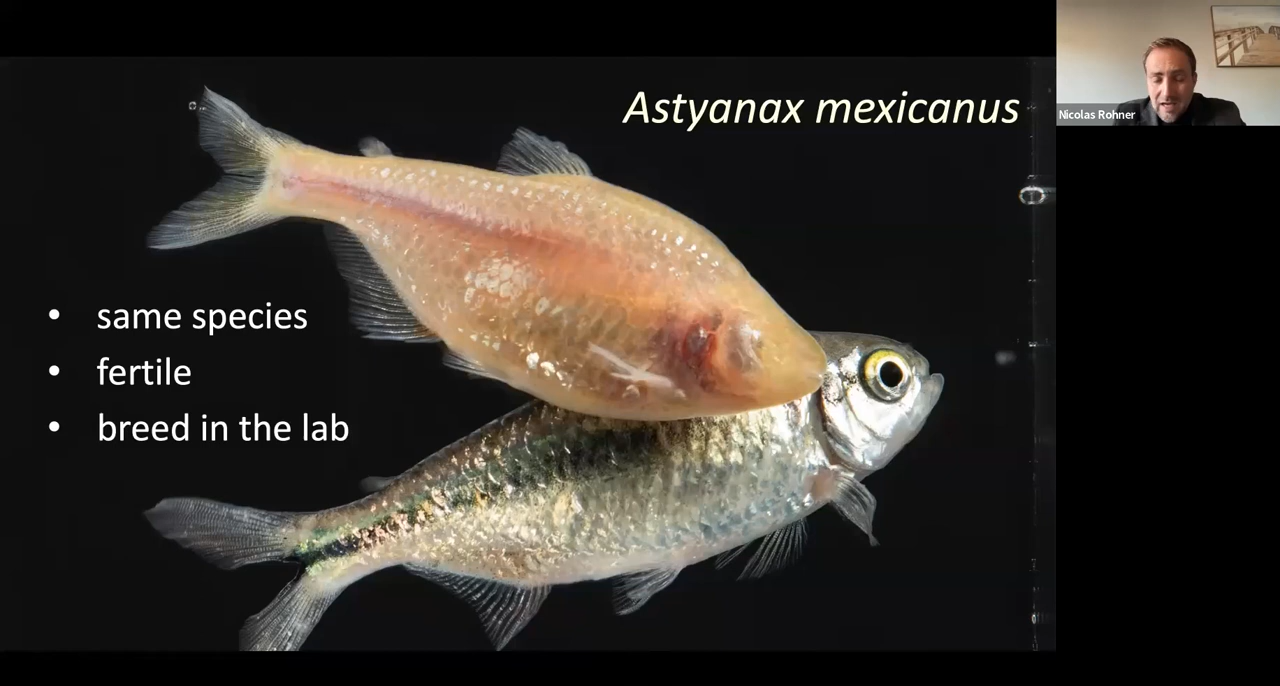 Astyanax mexicanus
Nicolas Rohner
• same species
• fertile
• breed in the lab